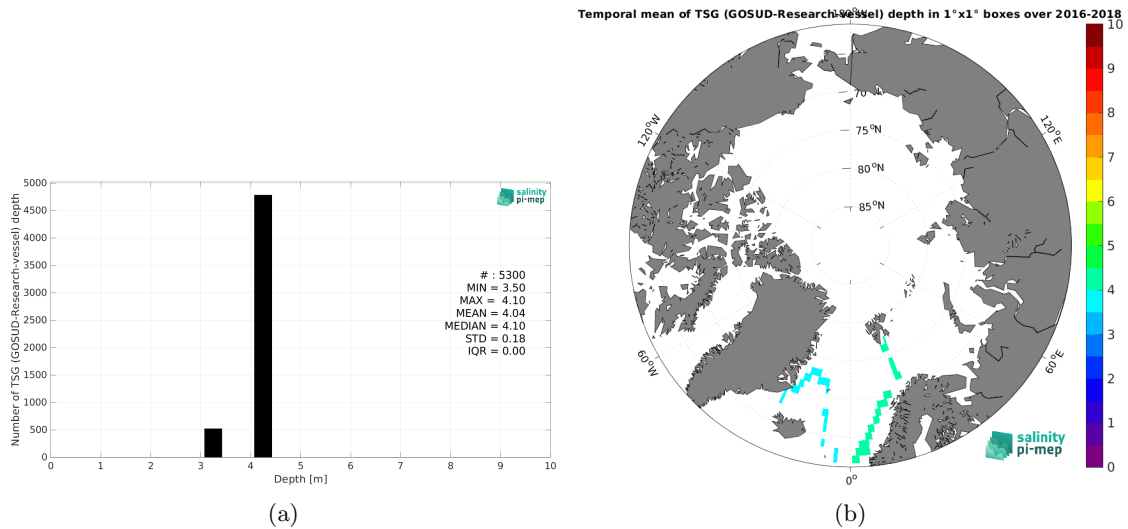 5000
4500
4000
3500
3000
2500
2000
1500
1000
500
0
Number of TSG (GOSUD-Research-vessel) depth
0 1 2 3 4 5 6 7 8 9 10
Depth [m]
salinity
pi-mep
# : 5300
MIN = 3.50
MAX = 4.10
MEAN = 4.04
MEDIAN = 4.10
STD = 0.18
IQR = 0.00
(a)
Temporal mean of TSG (GOSUD-Research-vessel) depth in 1°x1° boxes over 2016-2018
180°W
120°W
120°E
70
75°N
80°N
85°N
60°W
60°E
0°
salinity
pi-mep
10
9
8
7
6
5
4
3
2
1
0
(b)